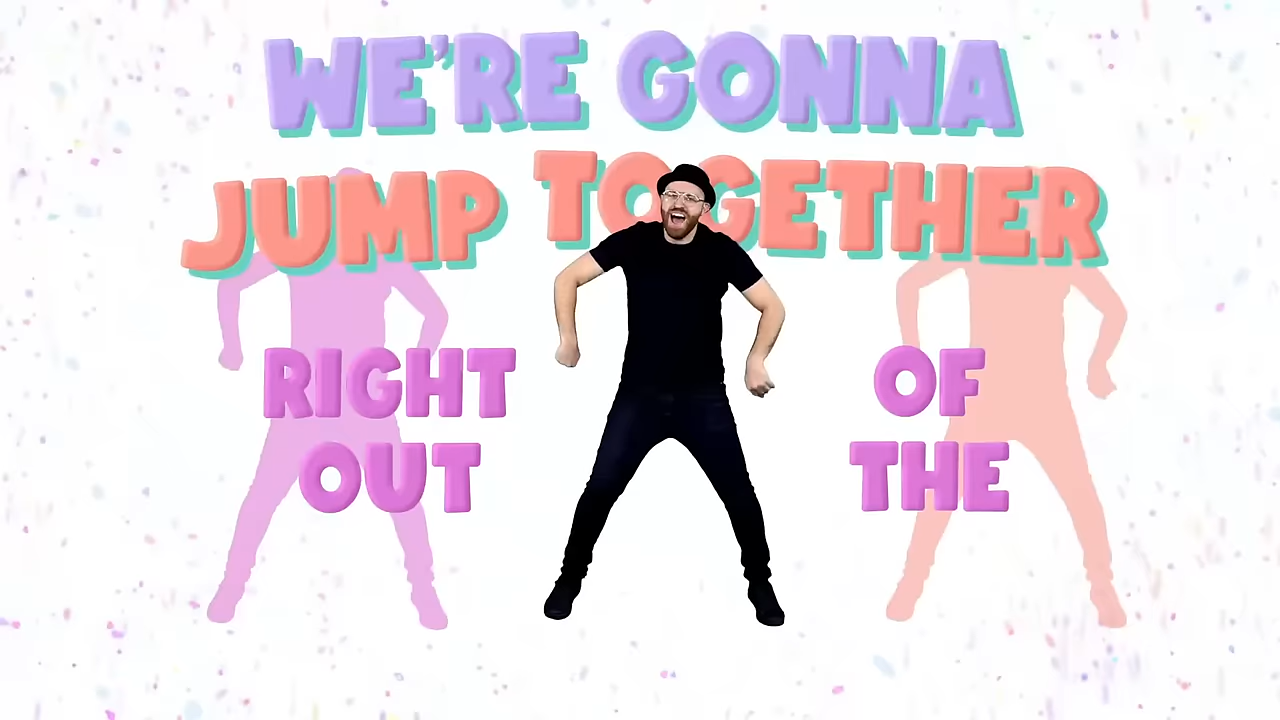 WE'RE GONNA
JUMP TOGETHER
RIGHT
OUT
OF
THE